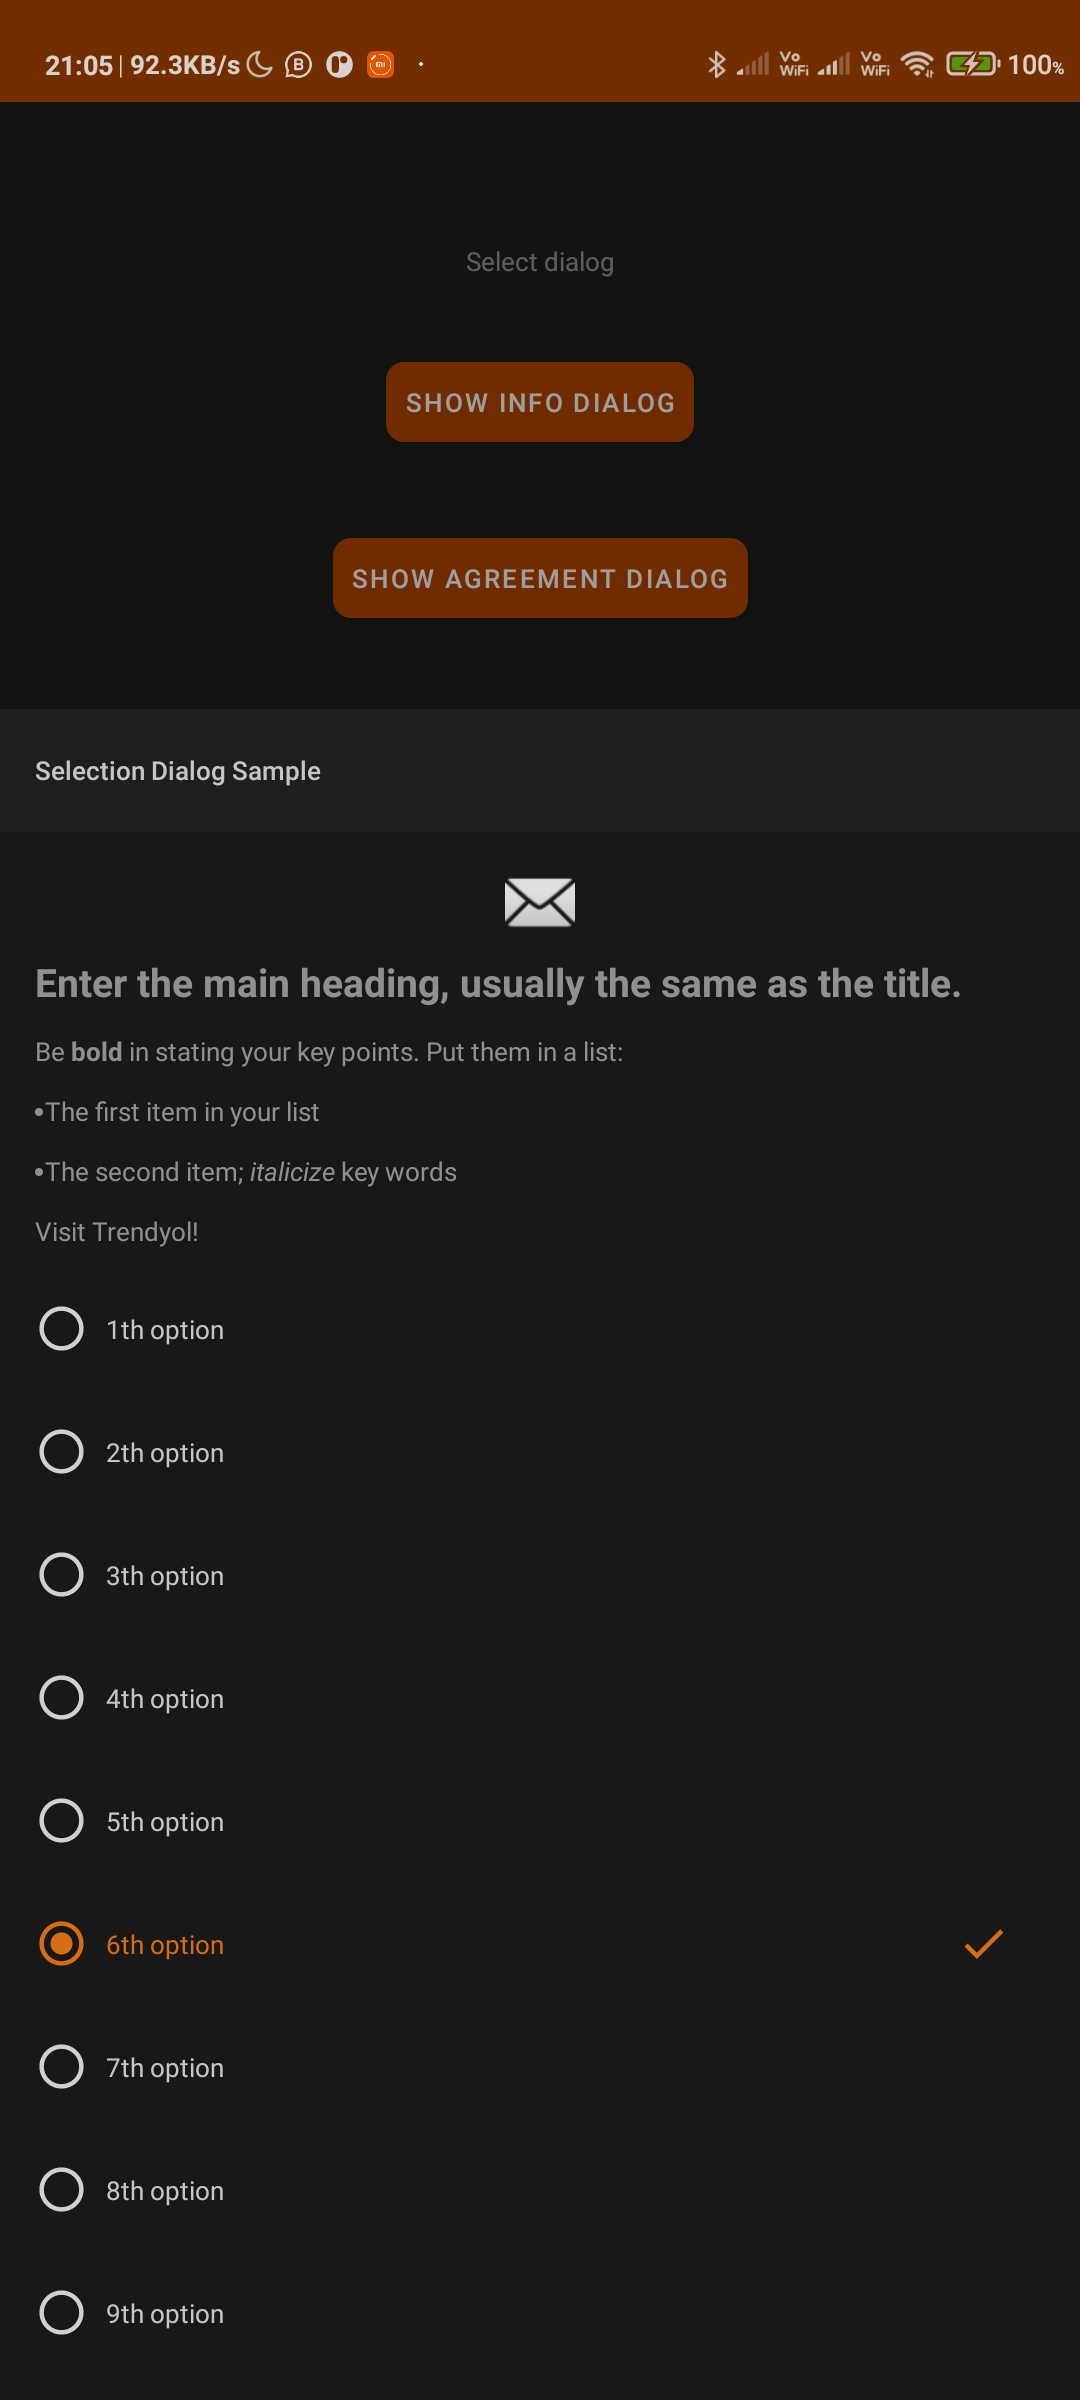 21:05 | 92.3KB/s B mi Vo WiFi Vo WiFi 100%
Select dialog
SHOW INFO DIALOG
SHOW AGREEMENT DIALOG
Selection Dialog Sample
Enter the main heading, usually the same as the title.
Be bold in stating your key points. Put them in a list:
•The first item in your list
•The second item; italicize key words
Visit Trendyol!
1th option
2th option
3th option
4th option
5th option
6th option
7th option
8th option
9th option